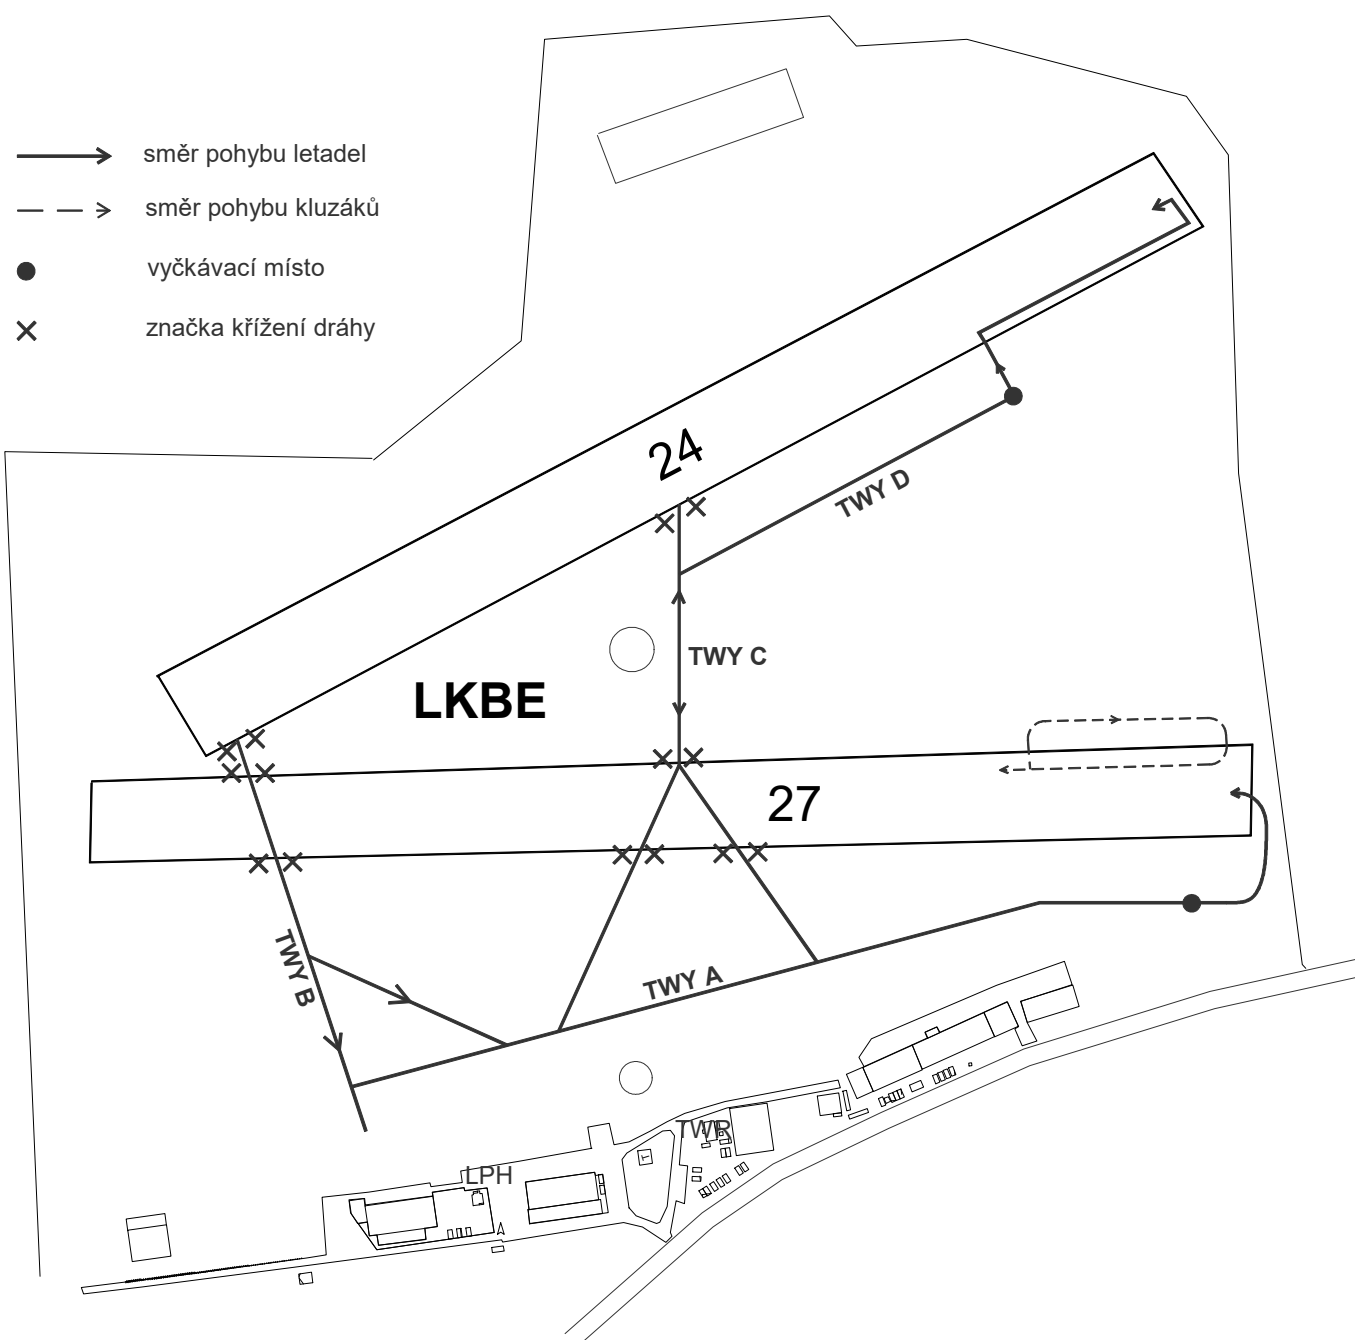 směr pohybu letadel
směr pohybu kluzáků
vyčkávací místo
značka křížení dráhy
24
TWY D
TWY C
LKBE
27
TWY B
TWY A
TWR
T
LPH